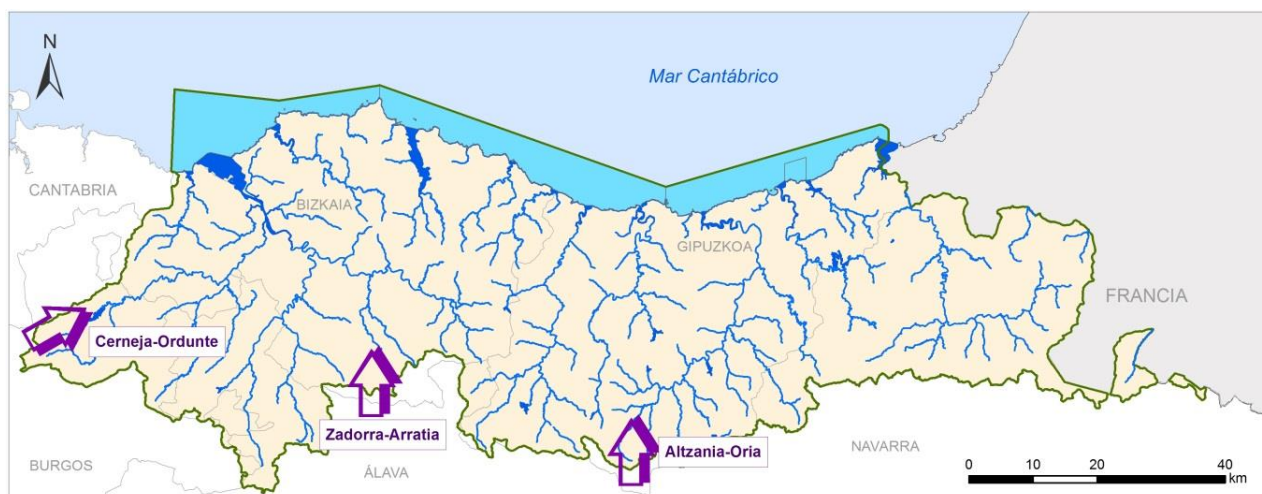 N
Mar Cantábrico
CANTABRIA
BIZKAIA
GIPUZKOA
FRANCIA
Cerneja-Ordunte
Zadorra-Arratia
Altzania-Oria
NAVARRA
BURGOS
ÁLAVA
0 10 20 40
km